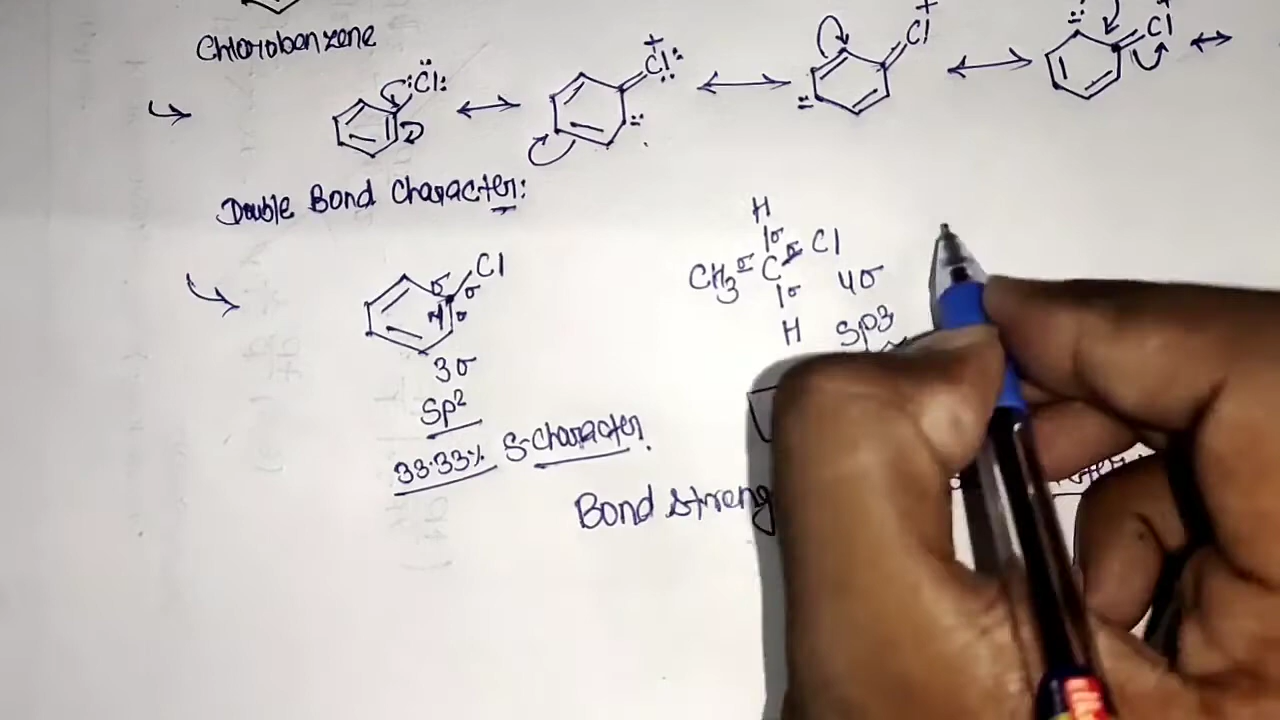 Chlorobenzene
:C̈l: ↔ +Cl: ↔ +Cl ↔ +Cl ↔
Double Bond Character:
Cl
σ σ σ
3σ
Sp²
33.33% S-character.
H
σ
CH3 σ C σ Cl
σ 4σ
H Sp3
Bond streng